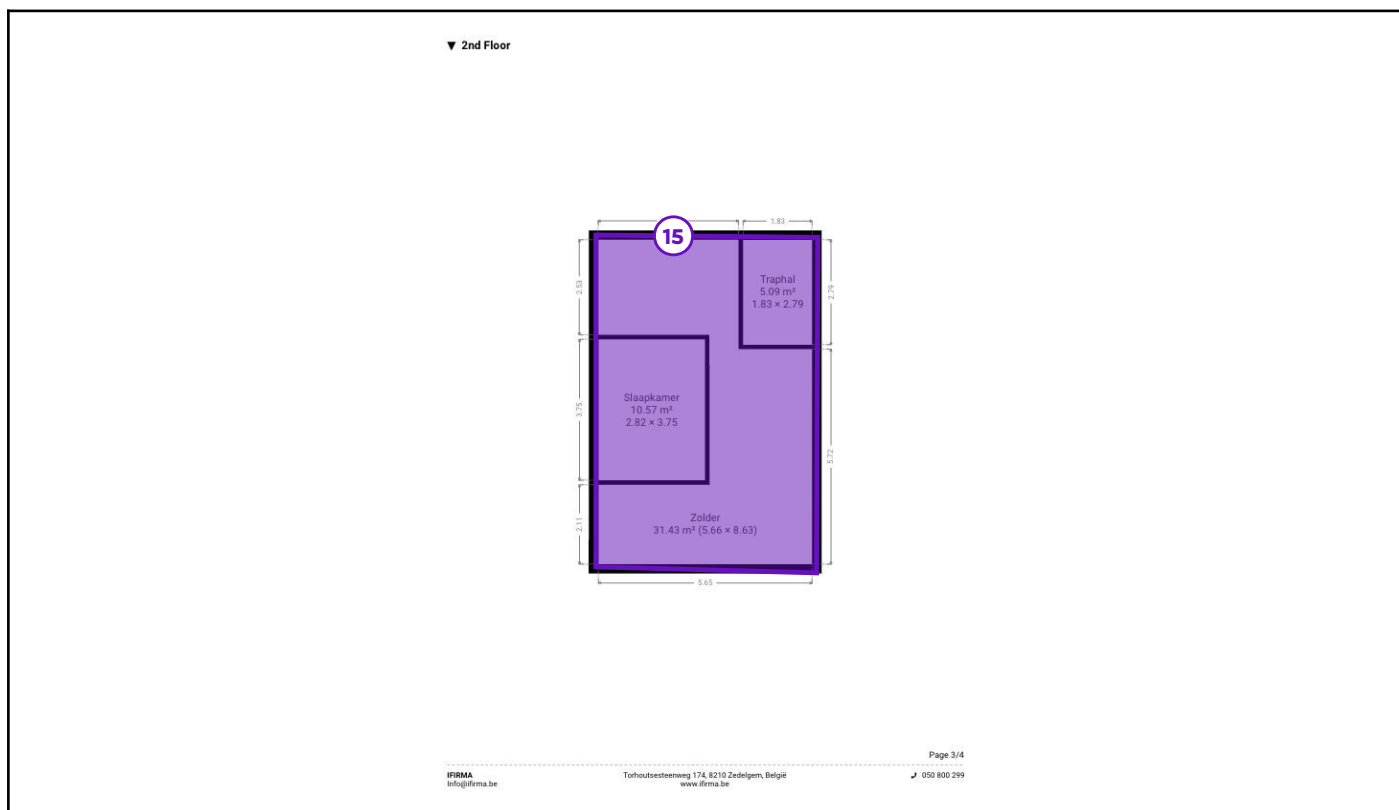 ▼ 2nd Floor
1.83
15
2.53
Traphal
5.09 m²
1.83 × 2.79
2.79
3.75
Slaapkamer
10.57 m²
2.82 × 3.75
5.72
2.11
Zolder
31.43 m² (5.66 × 8.63)
5.65
Page 3/4
IFIRMA
Info@ifirma.be
Torhoutsesteenweg 174, 8210 Zedelgem, België
www.ifirma.be
050 800 299